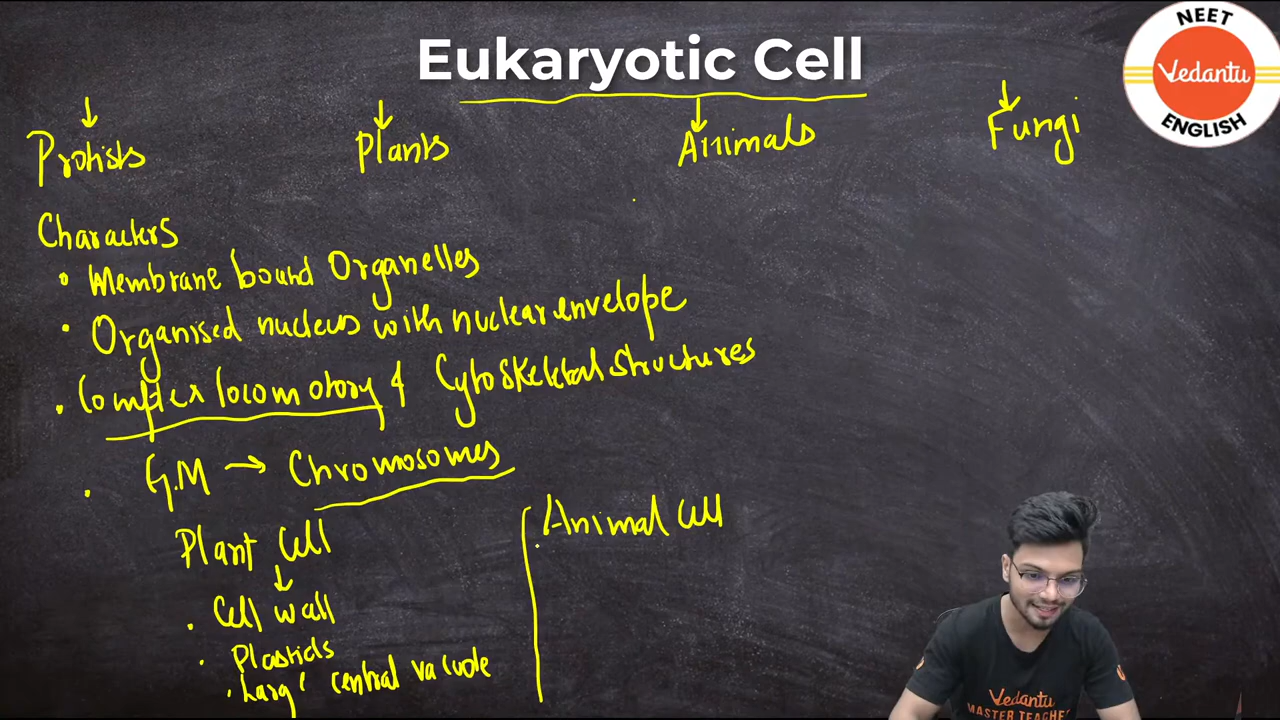 Eukaryotic Cell
NEET
Vedantu
ENGLISH
Protists Plants Animals Fungi
Characters
• Membrane bound Organelles
• Organised nucleus with nuclear envelope
• Complex locomotory & Cytoskeletal structures
• G.M → Chromosomes
Plant Cell
Animal Cell
• Cell wall
• Plastids
• Large central vacuole
Vedantu
MASTER TEACHER